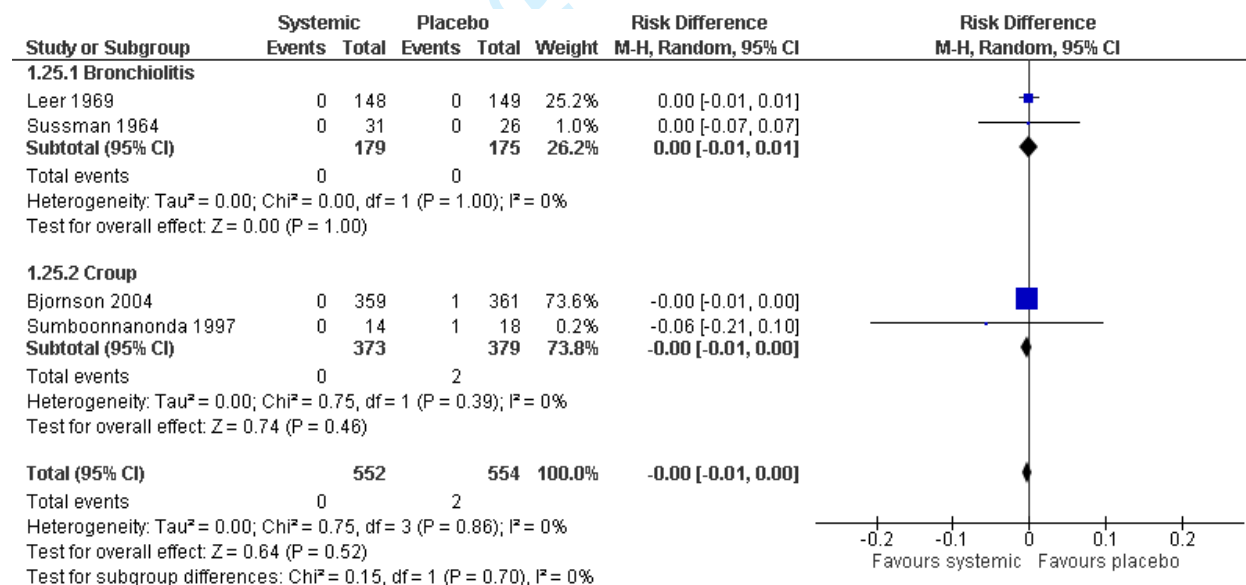 Systemic Placebo Risk Difference Risk Difference
Study or Subgroup Events Total Events Total Weight M-H, Random, 95% CI M-H, Random, 95% CI
1.25.1 Bronchiolitis
Leer 1969 0 148 0 149 25.2% 0.00 [-0.01, 0.01]
Sussman 1964 0 31 0 26 1.0% 0.00 [-0.07, 0.07]
Subtotal (95% CI) 179 175 26.2% 0.00 [-0.01, 0.01]
Total events 0 0
Heterogeneity: Tau² = 0.00; Chi² = 0.00, df = 1 (P = 1.00); I² = 0%
Test for overall effect: Z = 0.00 (P = 1.00)
1.25.2 Croup
Bjornson 2004 0 359 1 361 73.6% -0.00 [-0.01, 0.00]
Sumboonnanonda 1997 0 14 1 18 0.2% -0.06 [-0.21, 0.10]
Subtotal (95% CI) 373 379 73.8% -0.00 [-0.01, 0.00]
Total events 0 2
Heterogeneity: Tau² = 0.00; Chi² = 0.75, df = 1 (P = 0.39); I² = 0%
Test for overall effect: Z = 0.74 (P = 0.46)
Total (95% CI) 552 554 100.0% -0.00 [-0.01, 0.00]
Total events 0 2
Heterogeneity: Tau² = 0.00; Chi² = 0.75, df = 3 (P = 0.86); I² = 0%
Test for overall effect: Z = 0.64 (P = 0.52)
Test for subgroup differences: Chi² = 0.15, df = 1 (P = 0.70), I² = 0%
-0.2 -0.1 0 0.1 0.2
Favours systemic Favours placebo